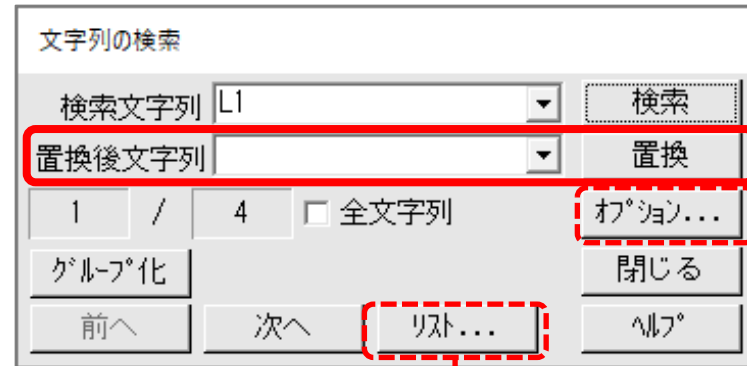 文字列の検索
検索文字列 L1 検索
置換後文字列 置換
1 / 4 全文字列 ｵﾌﾟｼｮﾝ...
ｸﾞﾙｰﾌﾟ化 閉じる
前へ 次へ ﾘｽﾄ... ﾍﾙﾌﾟ